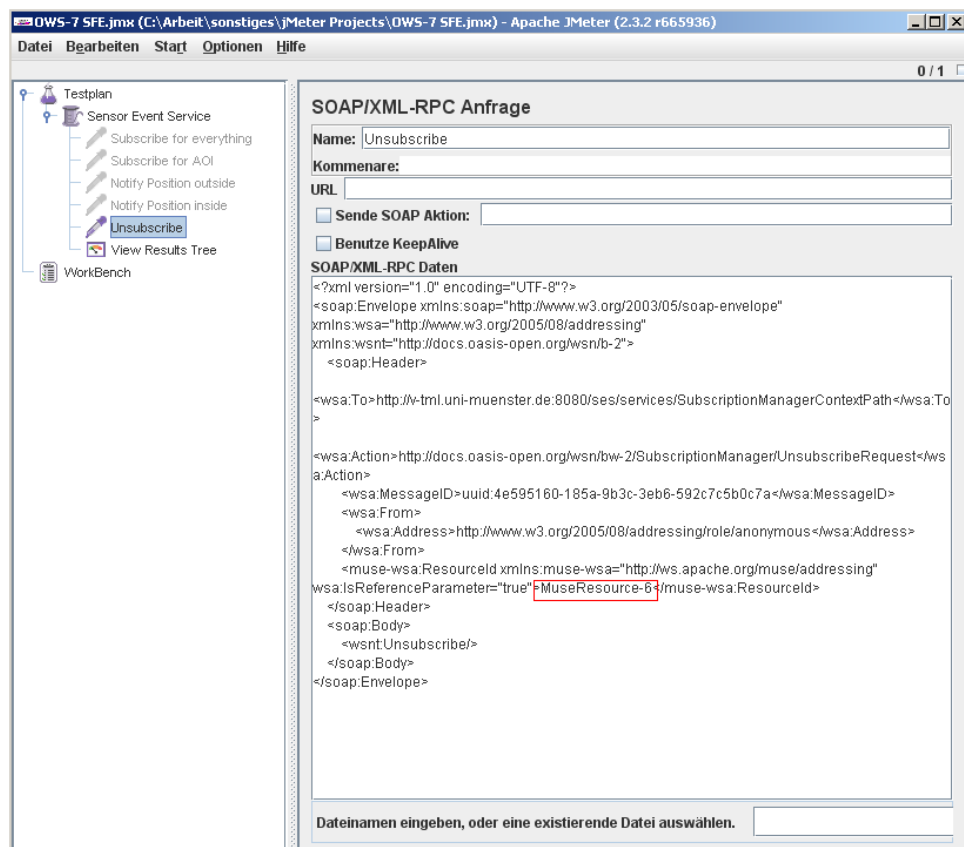 OWS-7 SFE.jmx (C:\Arbeit\sonstiges\jMeter Projects\OWS-7 SFE.jmx) - Apache JMeter (2.3.2 r665936)
Datei Bearbeiten Start Optionen Hilfe
0 / 1
Testplan
Sensor Event Service
Subscribe for everything
Subscribe for AOI
Notify Position outside
Notify Position inside
Unsubscribe
View Results Tree
WorkBench
SOAP/XML-RPC Anfrage
Name: Unsubscribe
Kommenare:
URL
Sende SOAP Aktion:
Benutze KeepAlive
SOAP/XML-RPC Daten
<?xml version="1.0" encoding="UTF-8"?>
<soap:Envelope xmlns:soap="http://www.w3.org/2003/05/soap-envelope"
xmlns:wsa="http://www.w3.org/2005/08/addressing"
xmlns:wsnt="http://docs.oasis-open.org/wsn/b-2">
<soap:Header>
<wsa:To>http://v-tml.uni-muenster.de:8080/ses/services/SubscriptionManagerContextPath</wsa:To
>
<wsa:Action>http://docs.oasis-open.org/wsn/bw-2/SubscriptionManager/UnsubscribeRequest</ws
a:Action>
<wsa:MessageID>uuid:4e595160-185a-9b3c-3eb6-592c7c5b0c7a</wsa:MessageID>
<wsa:From>
<wsa:Address>http://www.w3.org/2005/08/addressing/role/anonymous</wsa:Address>
</wsa:From>
<muse-wsa:ResourceId xmlns:muse-wsa="http://ws.apache.org/muse/addressing"
wsa:IsReferenceParameter="true">MuseResource-6</muse-wsa:ResourceId>
</soap:Header>
<soap:Body>
<wsnt:Unsubscribe/>
</soap:Body>
</soap:Envelope>
Dateinamen eingeben, oder eine existierende Datei auswählen.